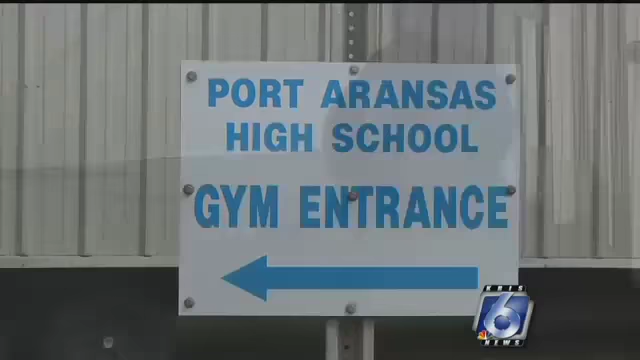 PORT ARANSAS
HIGH SCHOOL
GYM ENTRANCE
KRIS
6
NEWS